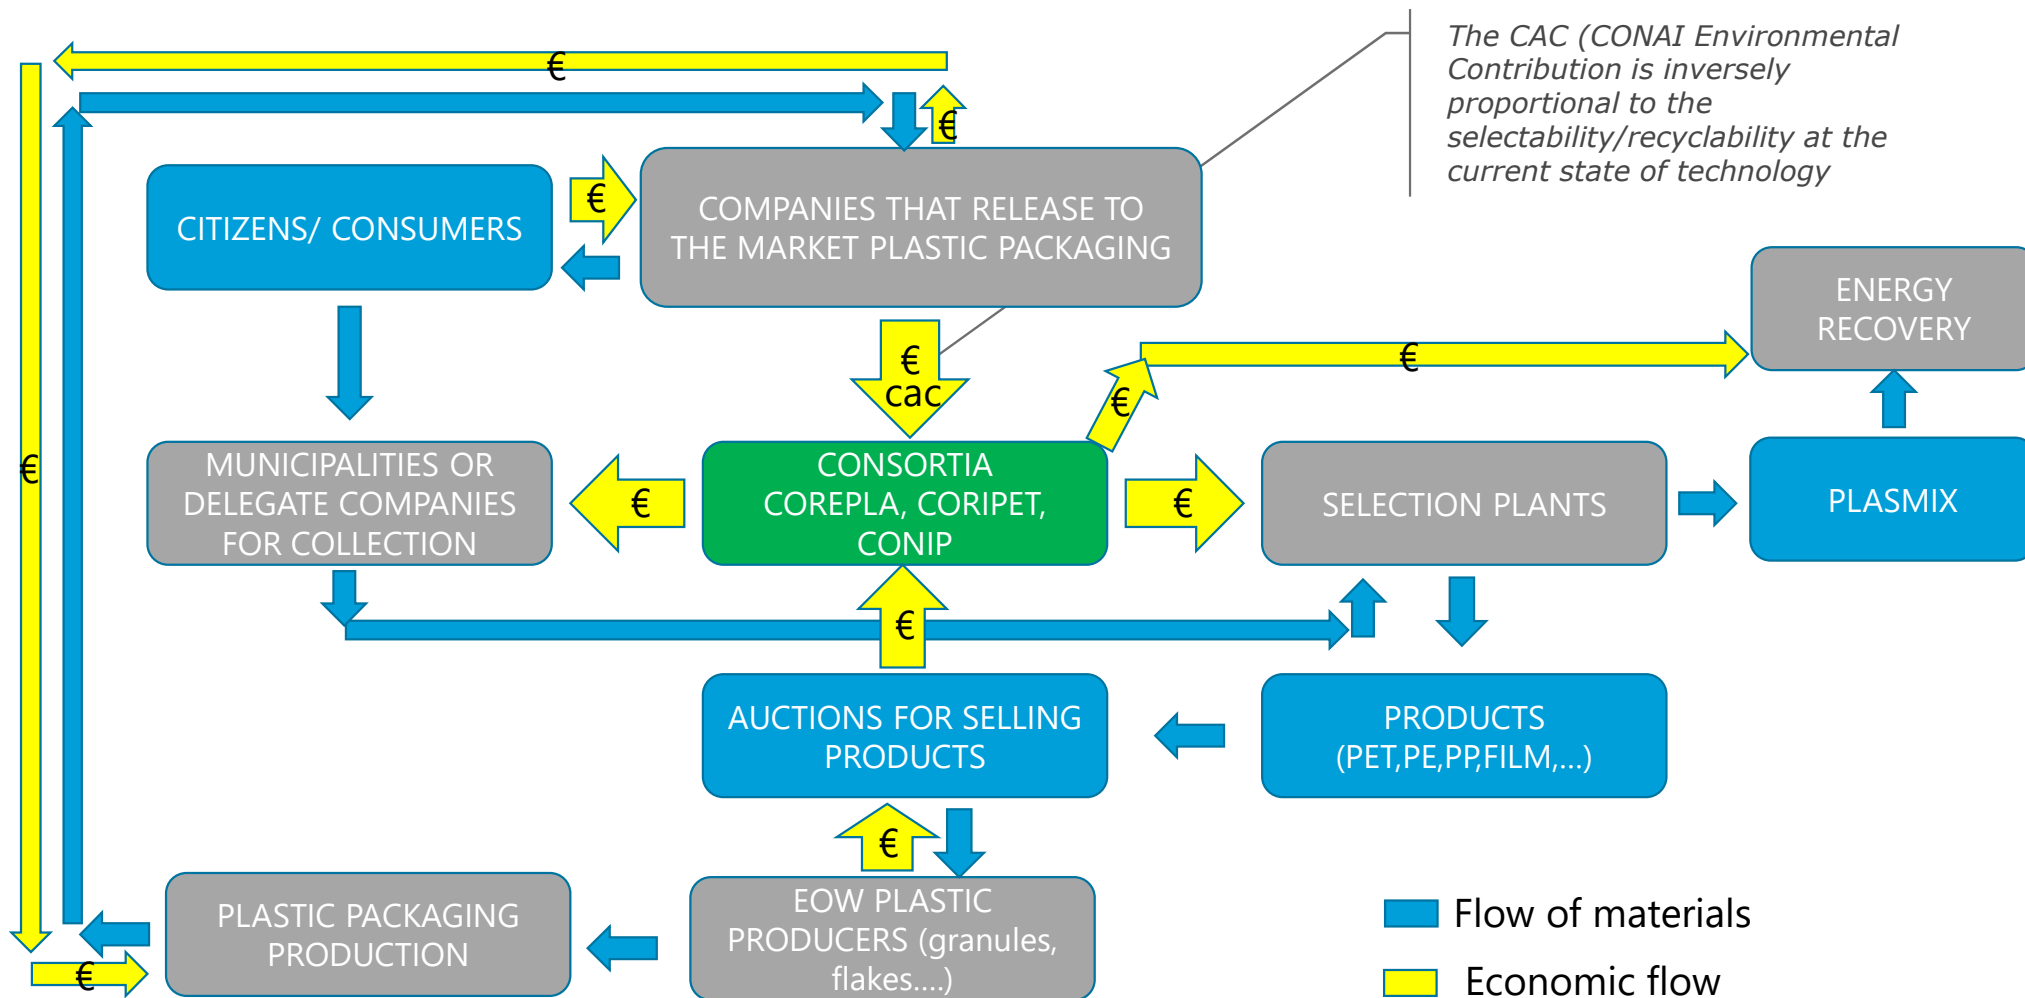 The CAC (CONAI Environmental
Contribution is inversely
proportional to the
selectability/recyclability at the
current state of technology
€
€
CITIZENS/ CONSUMERS
€
COMPANIES THAT RELEASE TO
THE MARKET PLASTIC PACKAGING
ENERGY
RECOVERY
€
cac
€
€
€
MUNICIPALITIES OR
DELEGATE COMPANIES
FOR COLLECTION
€
CONSORTIA
COREPLA, CORIPET,
CONIP
€
SELECTION PLANTS
PLASMIX
€
AUCTIONS FOR SELLING
PRODUCTS
PRODUCTS
(PET,PE,PP,FILM,...)
€
PLASTIC PACKAGING
PRODUCTION
EOW PLASTIC
PRODUCERS (granules,
flakes....)
€
Flow of materials
Economic flow